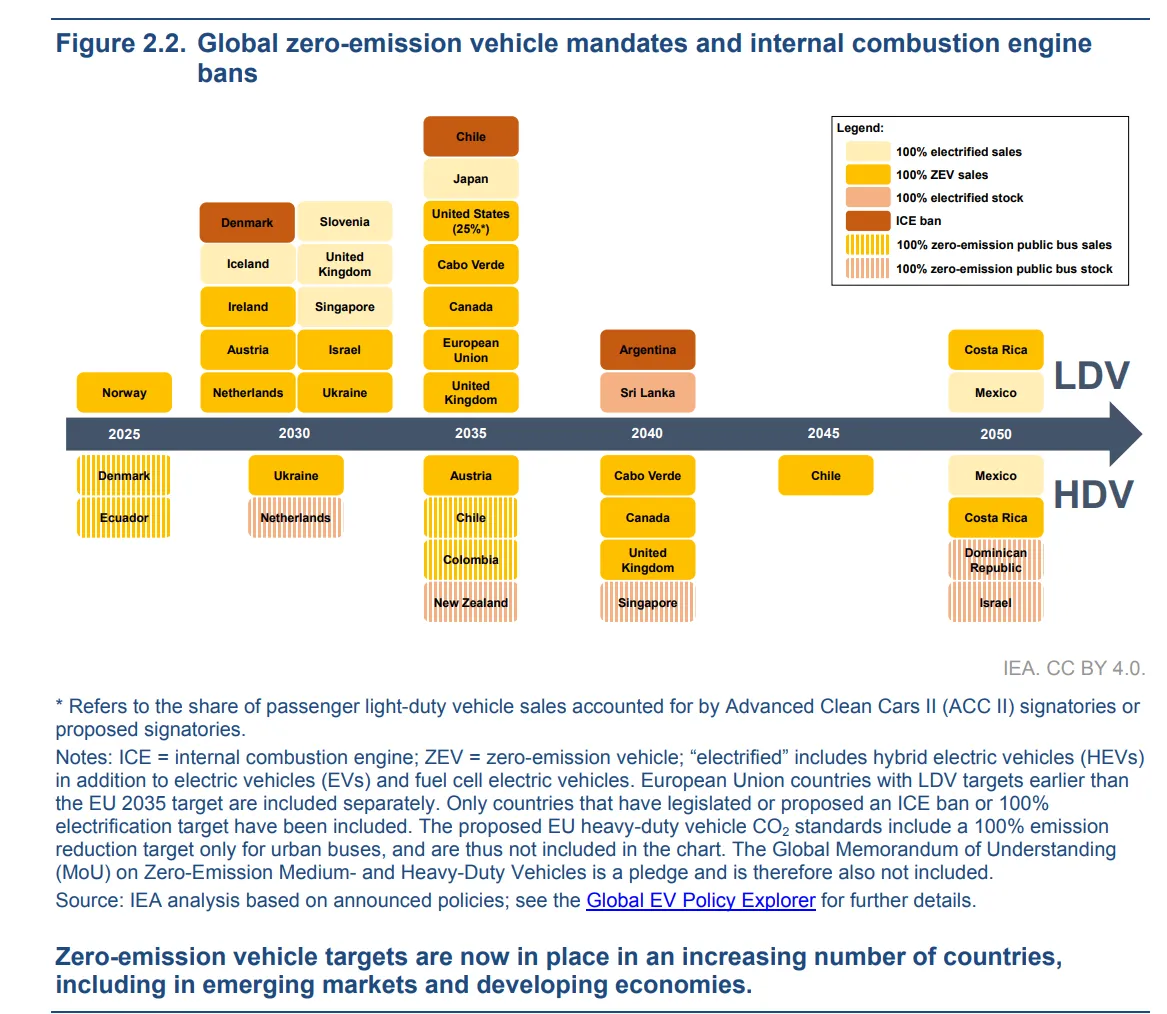 Figure 2.2. Global zero-emission vehicle mandates and internal combustion engine
bans
Legend:
100% electrified sales
100% ZEV sales
100% electrified stock
ICE ban
100% zero-emission public bus sales
100% zero-emission public bus stock
Chile
Japan
United States
(25%*)
Cabo Verde
Canada
European
Union
United
Kingdom
Denmark
Slovenia
Iceland
United
Kingdom
Ireland
Singapore
Austria
Israel
Netherlands
Ukraine
Norway
Argentina
Sri Lanka
Costa Rica
Mexico
LDV
2025
2030
2035
2040
2045
2050
HDV
Denmark
Ecuador
Ukraine
Netherlands
Austria
Chile
Colombia
New Zealand
Cabo Verde
Canada
United
Kingdom
Singapore
Chile
Mexico
Costa Rica
Dominican
Republic
Israel
IEA. CC BY 4.0.
* Refers to the share of passenger light-duty vehicle sales accounted for by Advanced Clean Cars II (ACC II) signatories or
proposed signatories.
Notes: ICE = internal combustion engine; ZEV = zero-emission vehicle; “electrified” includes hybrid electric vehicles (HEVs)
in addition to electric vehicles (EVs) and fuel cell electric vehicles. European Union countries with LDV targets earlier than
the EU 2035 target are included separately. Only countries that have legislated or proposed an ICE ban or 100%
electrification target have been included. The proposed EU heavy-duty vehicle CO₂ standards include a 100% emission
reduction target only for urban buses, and are thus not included in the chart. The Global Memorandum of Understanding
(MoU) on Zero-Emission Medium- and Heavy-Duty Vehicles is a pledge and is therefore also not included.
Source: IEA analysis based on announced policies; see the Global EV Policy Explorer for further details.
Zero-emission vehicle targets are now in place in an increasing number of countries,
including in emerging markets and developing economies.